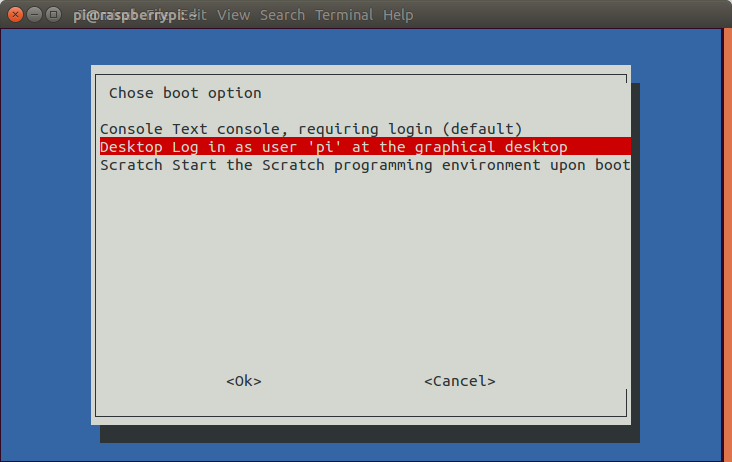 pi@raspberrypi: ~ Edit View Search Terminal Help
Chose boot option
Console Text console, requiring login (default)
Desktop Log in as user 'pi' at the graphical desktop
Scratch Start the Scratch programming environment upon boot
<Ok> <Cancel>